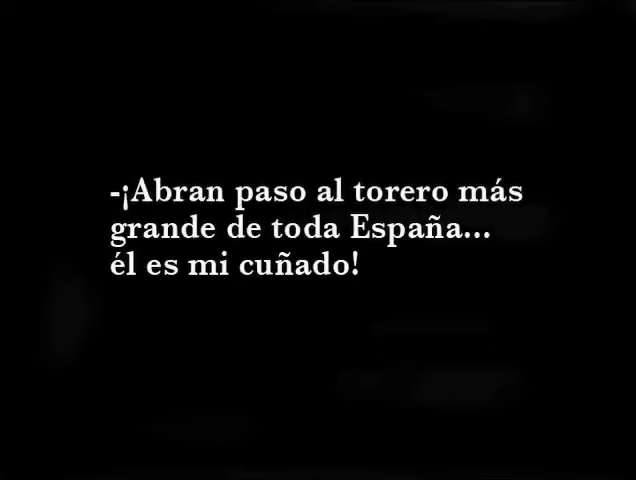 -¡Abran paso al torero más
grande de toda España...
él es mi cuñado!